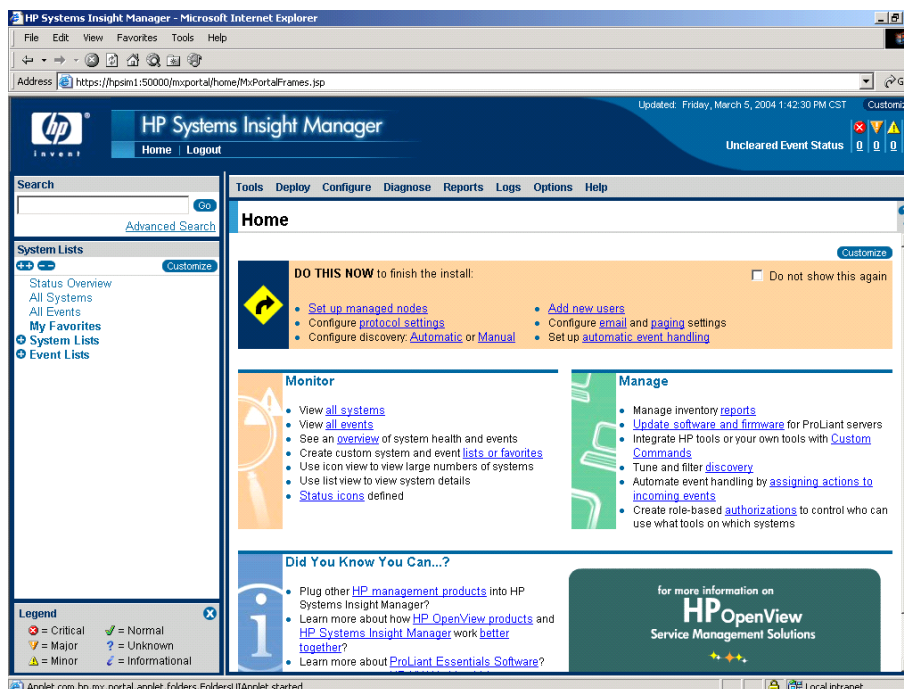 HP Systems Insight Manager - Microsoft Internet Explorer
File Edit View Favorites Tools Help
Address https://hpsim1:50000/mxportal/home/MxPortalFrames.jsp
Updated: Friday, March 5, 2004 1:42:30 PM CST
hp
invent
HP Systems Insight Manager
Home | Logout
Uncleared Event Status 0 0 0
Search
Go
Advanced Search
System Lists
Customize
Status Overview
All Systems
All Events
My Favorites
System Lists
Event Lists
Legend
= Critical = Normal
= Major ? = Unknown
= Minor i = Informational
Tools Deploy Configure Diagnose Reports Logs Options Help
Home
Customize
DO THIS NOW to finish the install:
Do not show this again
• Set up managed nodes
• Configure protocol settings
• Configure discovery: Automatic or Manual
• Add new users
• Configure email and paging settings
• Set up automatic event handling
Monitor
• View all systems
• View all events
• See an overview of system health and events
• Create custom system and event lists or favorites
• Use icon view to view large numbers of systems
• Use list view to view system details
• Status icons defined
Manage
• Manage inventory reports
• Update software and firmware for ProLiant servers
• Integrate HP tools or your own tools with Custom
Commands
• Tune and filter discovery
• Automate event handling by assigning actions to
incoming events
• Create role-based authorizations to control who can
use what tools on which systems
Did You Know You Can...?
• Plug other HP management products into HP
Systems Insight Manager?
• Learn more about how HP OpenView products and
HP Systems Insight Manager work better
together?
• Learn more about ProLiant Essentials Software?
for more information on
HP OpenView
Service Management Solutions
Applet com.hp.mx.portal.applet.folders.FoldersUIApplet started
Local intranet